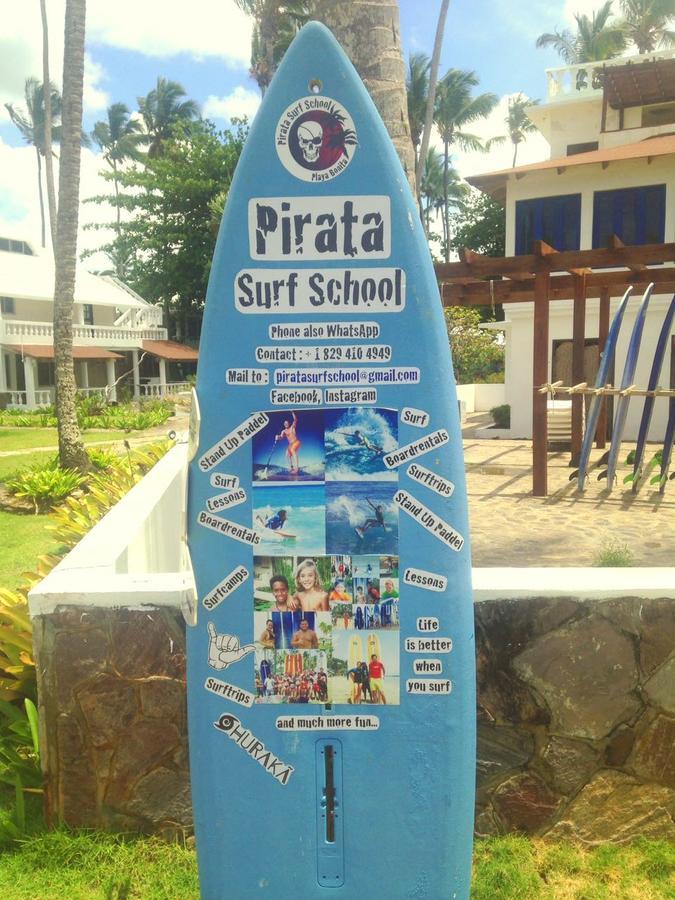 Pirata Surf School
Playa Bonita
Pirata
Surf School
Phone also WhatsApp
Contact : + 1 829 410 4949
Mail to : piratasurfschool@gmail.com
Facebook, Instagram
Stand Up Paddel
Surf
Lessons
Boardrentals
Surfcamps
Surftrips
HURAKĀ
Surf
Boardrentals
Surftrips
Stand Up Paddel
Lessons
Life
is better
when
you surf
and much more fun...